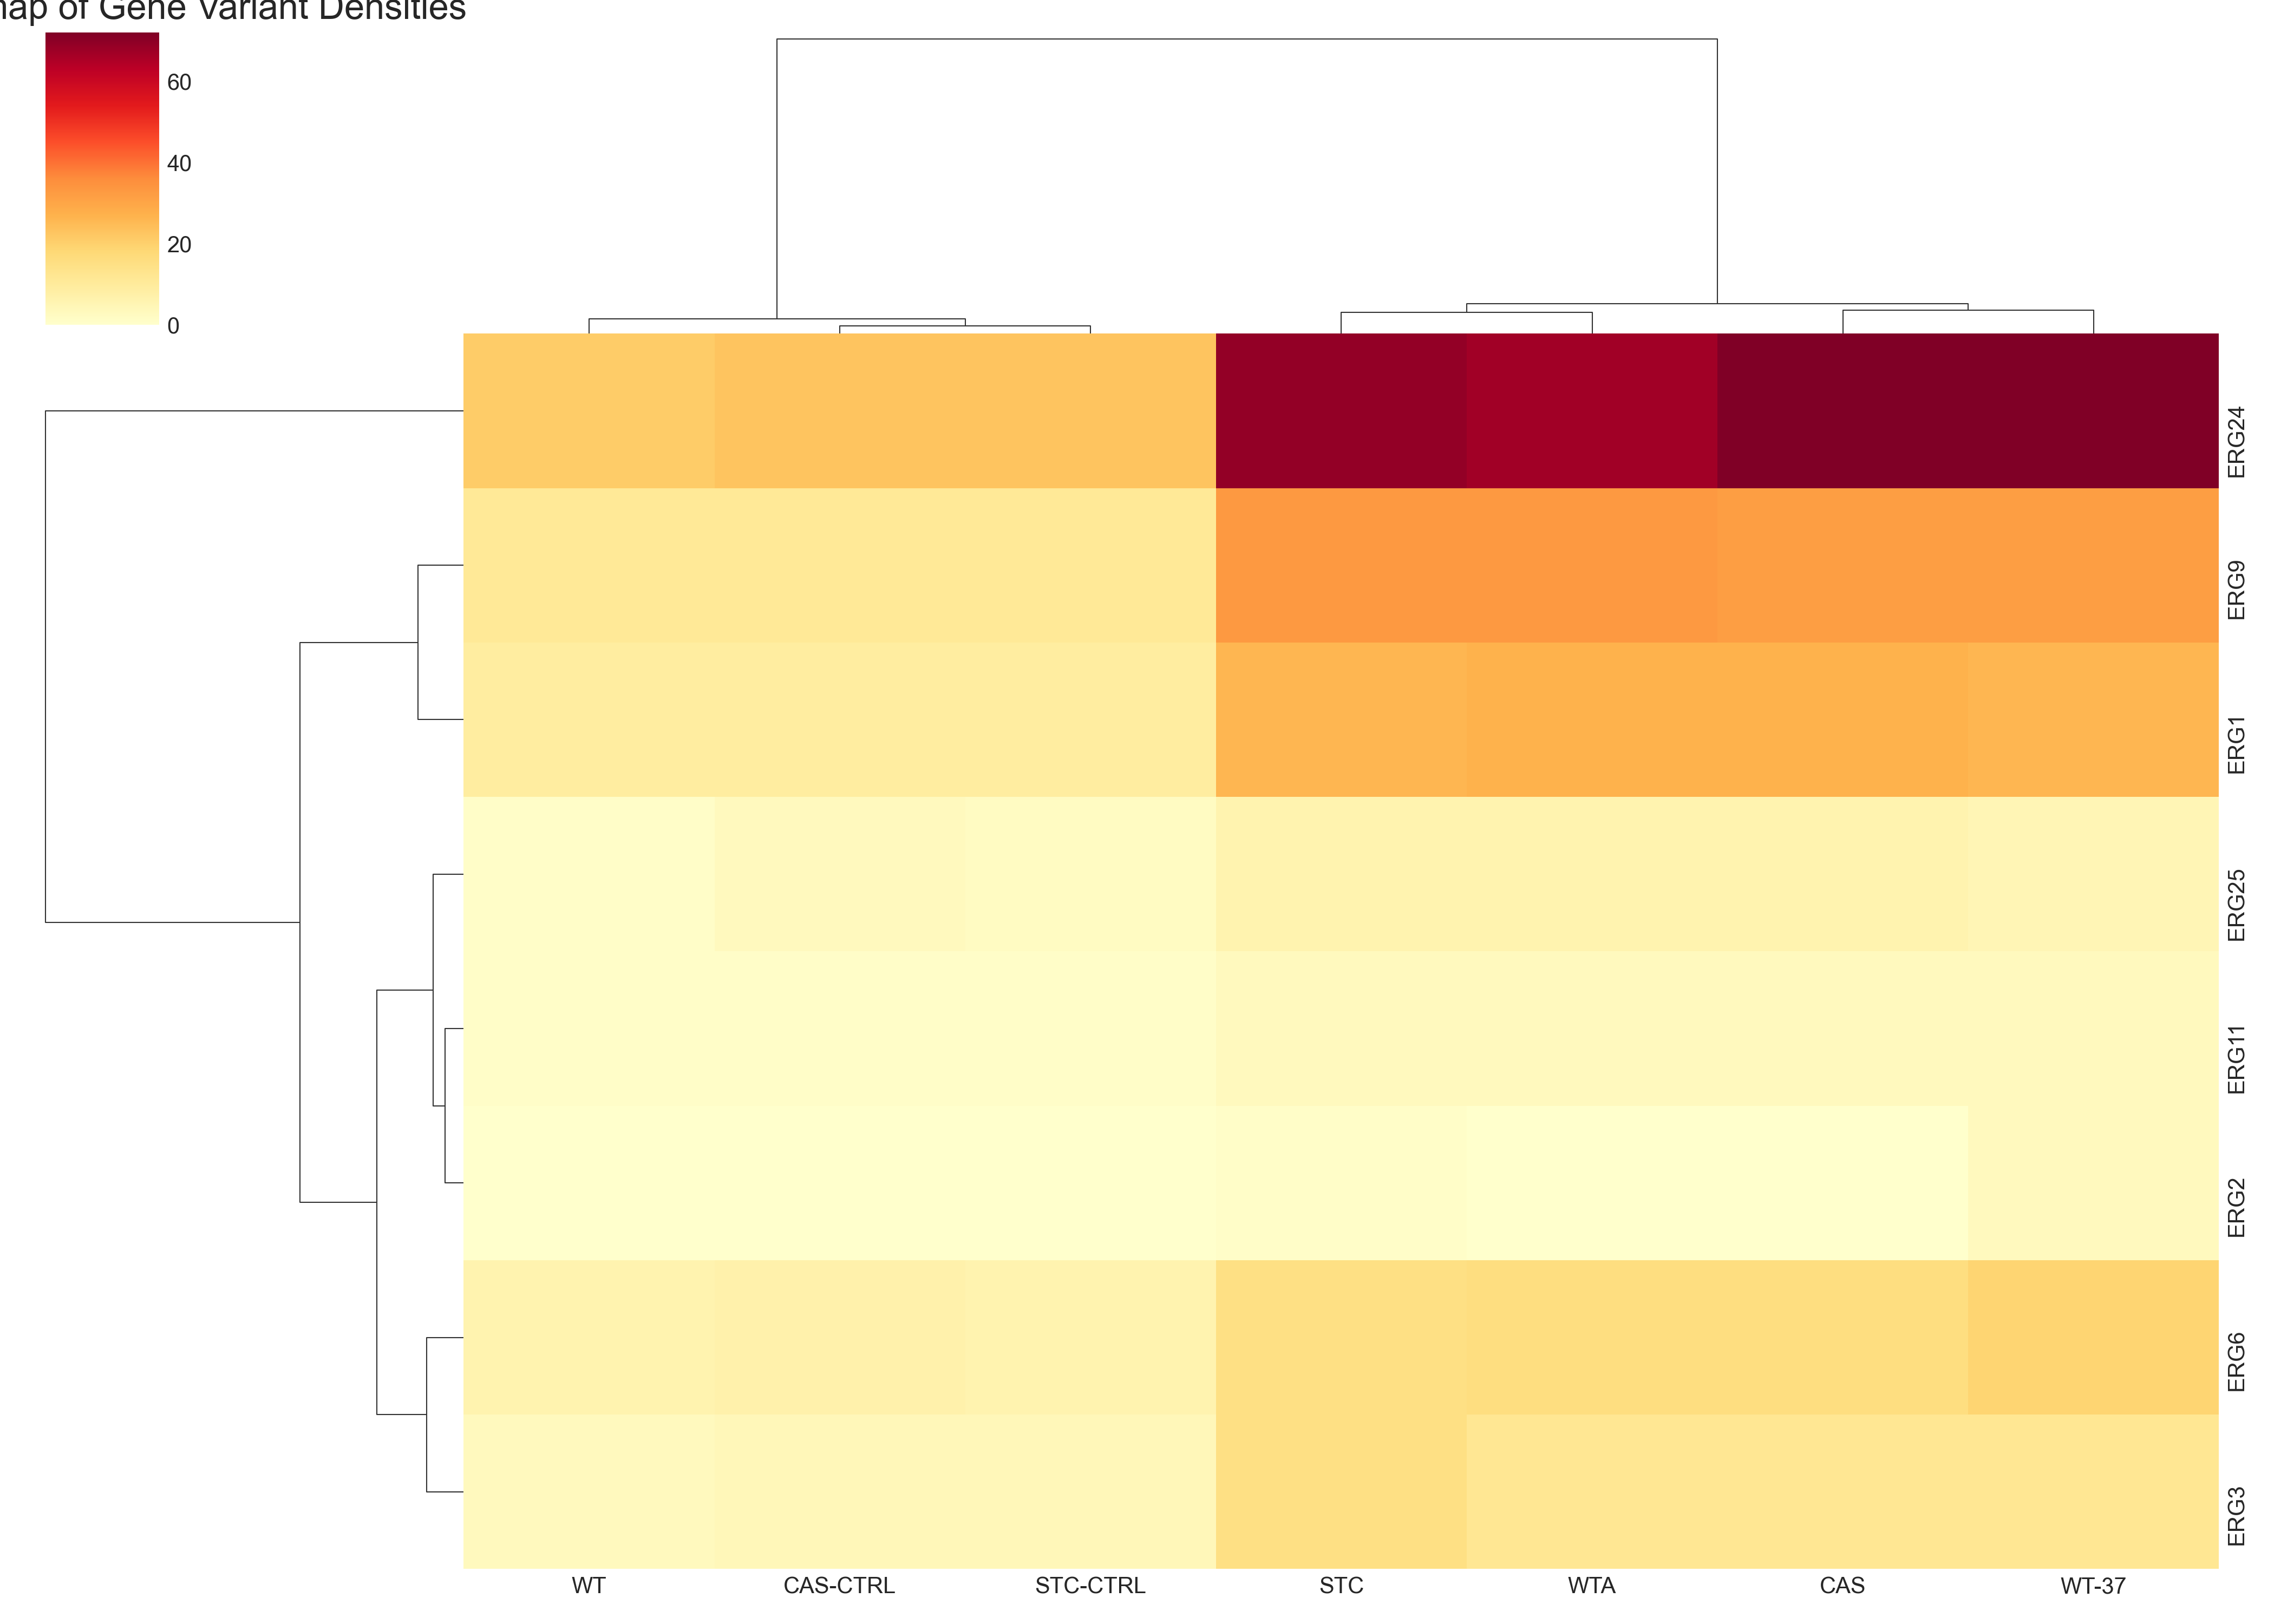 of Gene Variant Densities
60
40
20
0
ERG24
ERG9
ERG1
ERG25
ERG11
ERG2
ERG6
ERG3
WT CAS-CTRL STC-CTRL STC WTA CAS WT-37